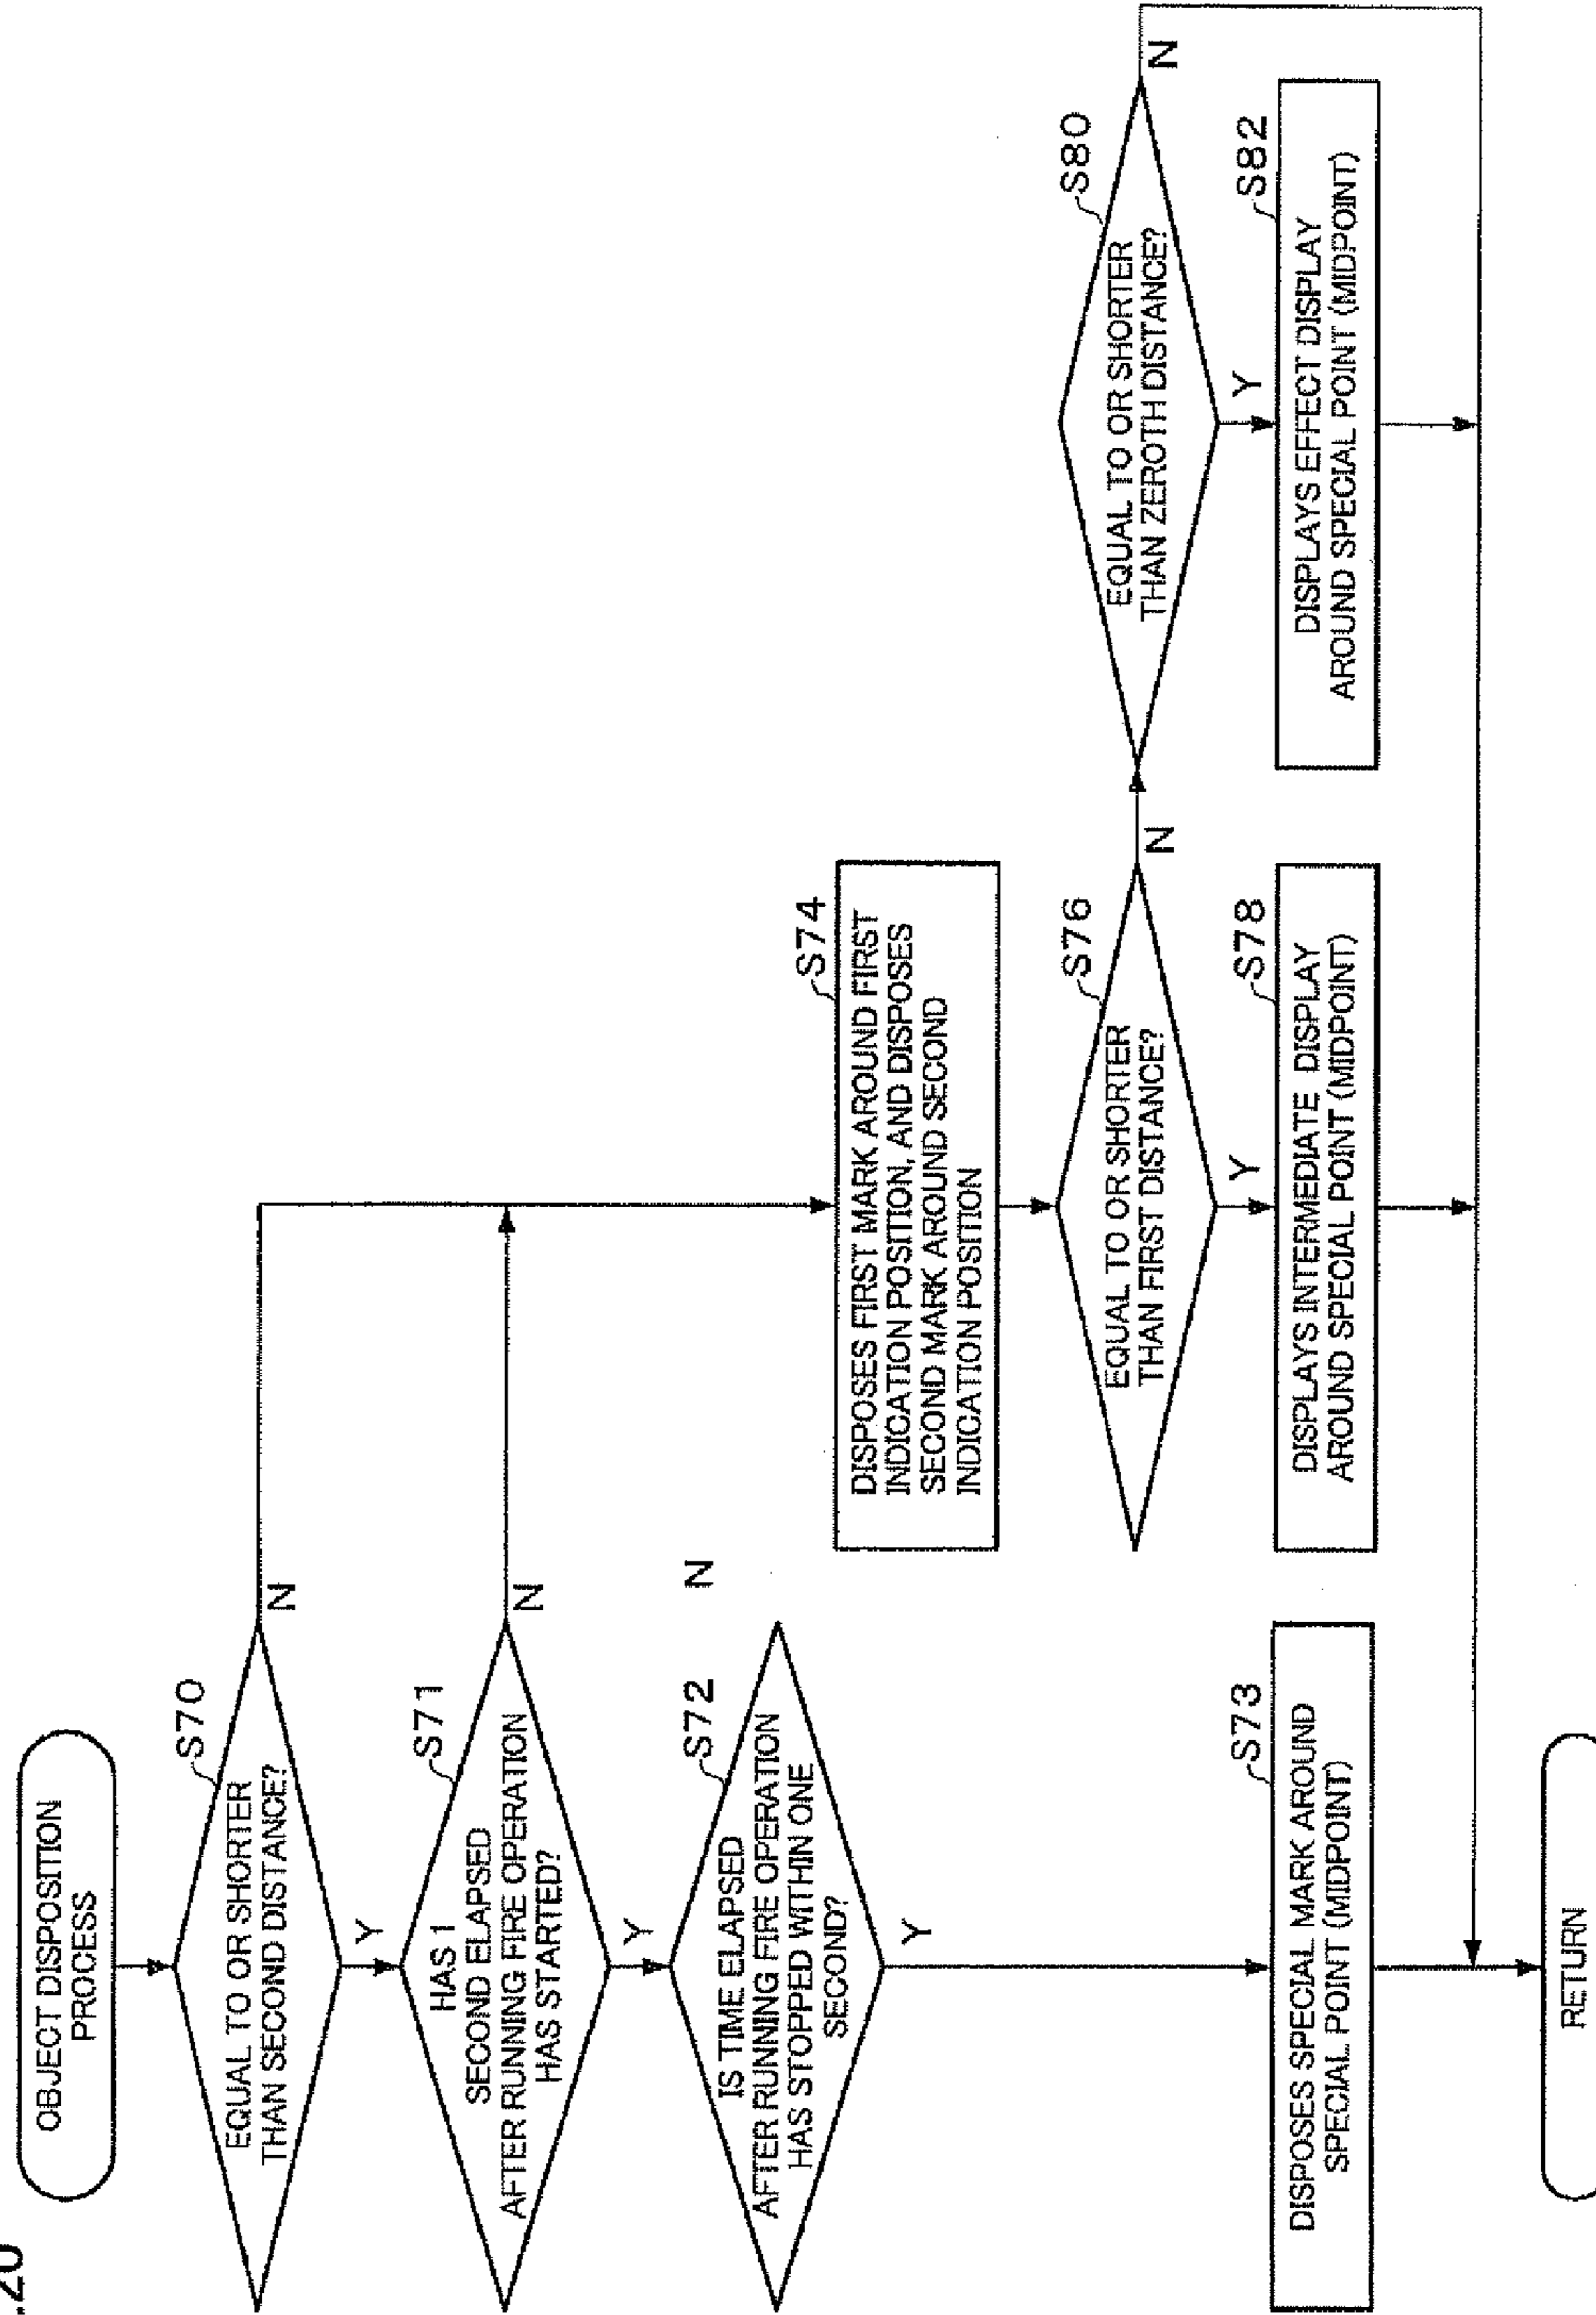 .20
OBJECT DISPOSITION
PROCESS
S70
EQUAL TO OR SHORTER
THAN SECOND DISTANCE?
N
Y
S71
HAS 1
SECOND ELAPSED
AFTER RUNNING FIRE OPERATION
HAS STARTED?
N
Y
S72
IS TIME ELAPSED
AFTER RUNNING FIRE OPERATION
HAS STOPPED WITHIN ONE
SECOND?
N
Y
S73
DISPOSES SPECIAL MARK AROUND
SPECIAL POINT (MIDPOINT)
S74
DISPOSES FIRST MARK AROUND FIRST
INDICATION POSITION, AND DISPOSES
SECOND MARK AROUND SECOND
INDICATION POSITION
S76
EQUAL TO OR SHORTER
THAN FIRST DISTANCE?
N
Y
S78
DISPLAYS INTERMEDIATE DISPLAY
AROUND SPECIAL POINT (MIDPOINT)
S80
EQUAL TO OR SHORTER
THAN ZEROTH DISTANCE?
N
Y
S82
DISPLAYS EFFECT DISPLAY
AROUND SPECIAL POINT (MIDPOINT)
RETURN